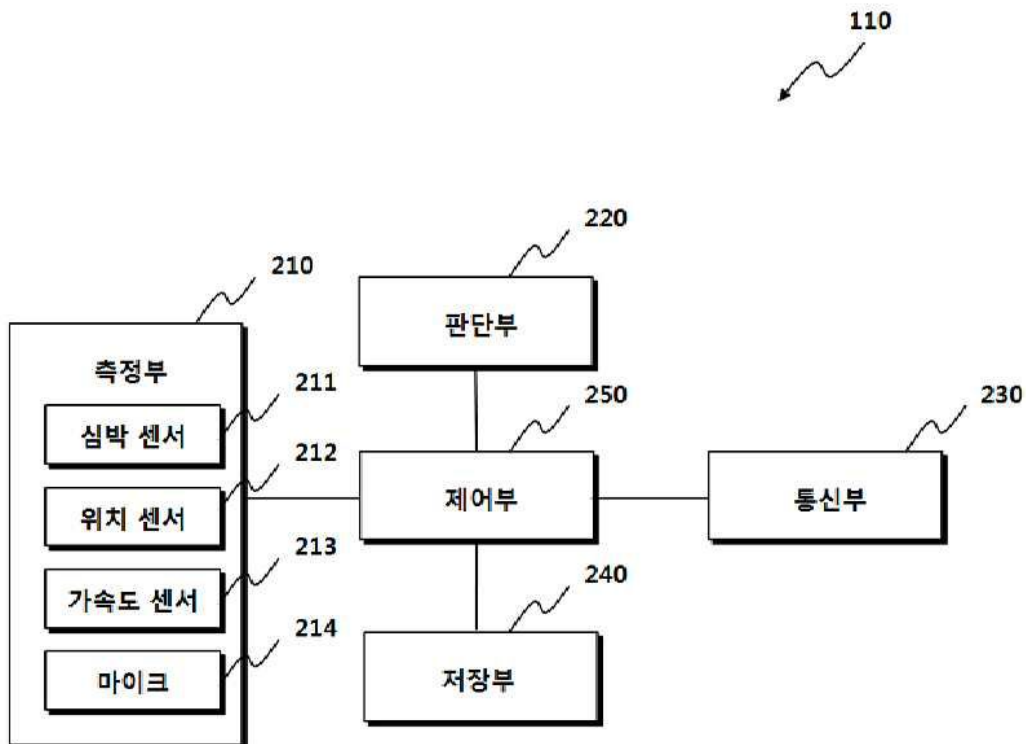 110
220
판단부
210
측정부
211
심박 센서
212
위치 센서
213
가속도 센서
214
마이크
250
제어부
230
통신부
240
저장부